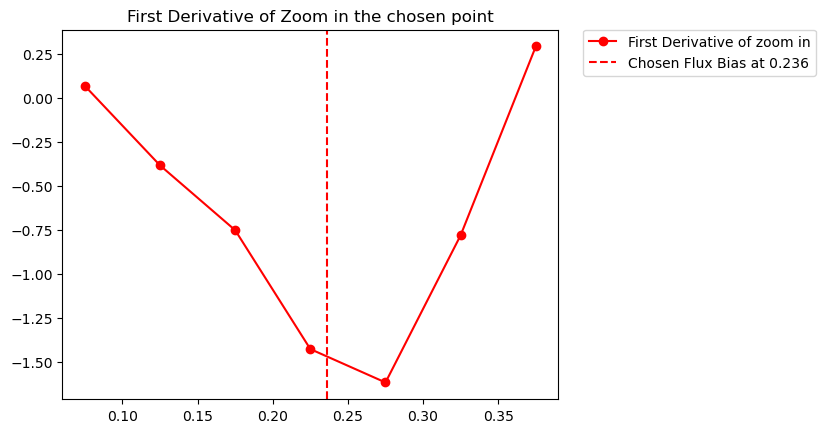 First Derivative of Zoom in the chosen point
First Derivative of zoom in
Chosen Flux Bias at 0.236
0.25
0.00
−0.25
−0.50
−0.75
−1.00
−1.25
−1.50
0.10 0.15 0.20 0.25 0.30 0.35